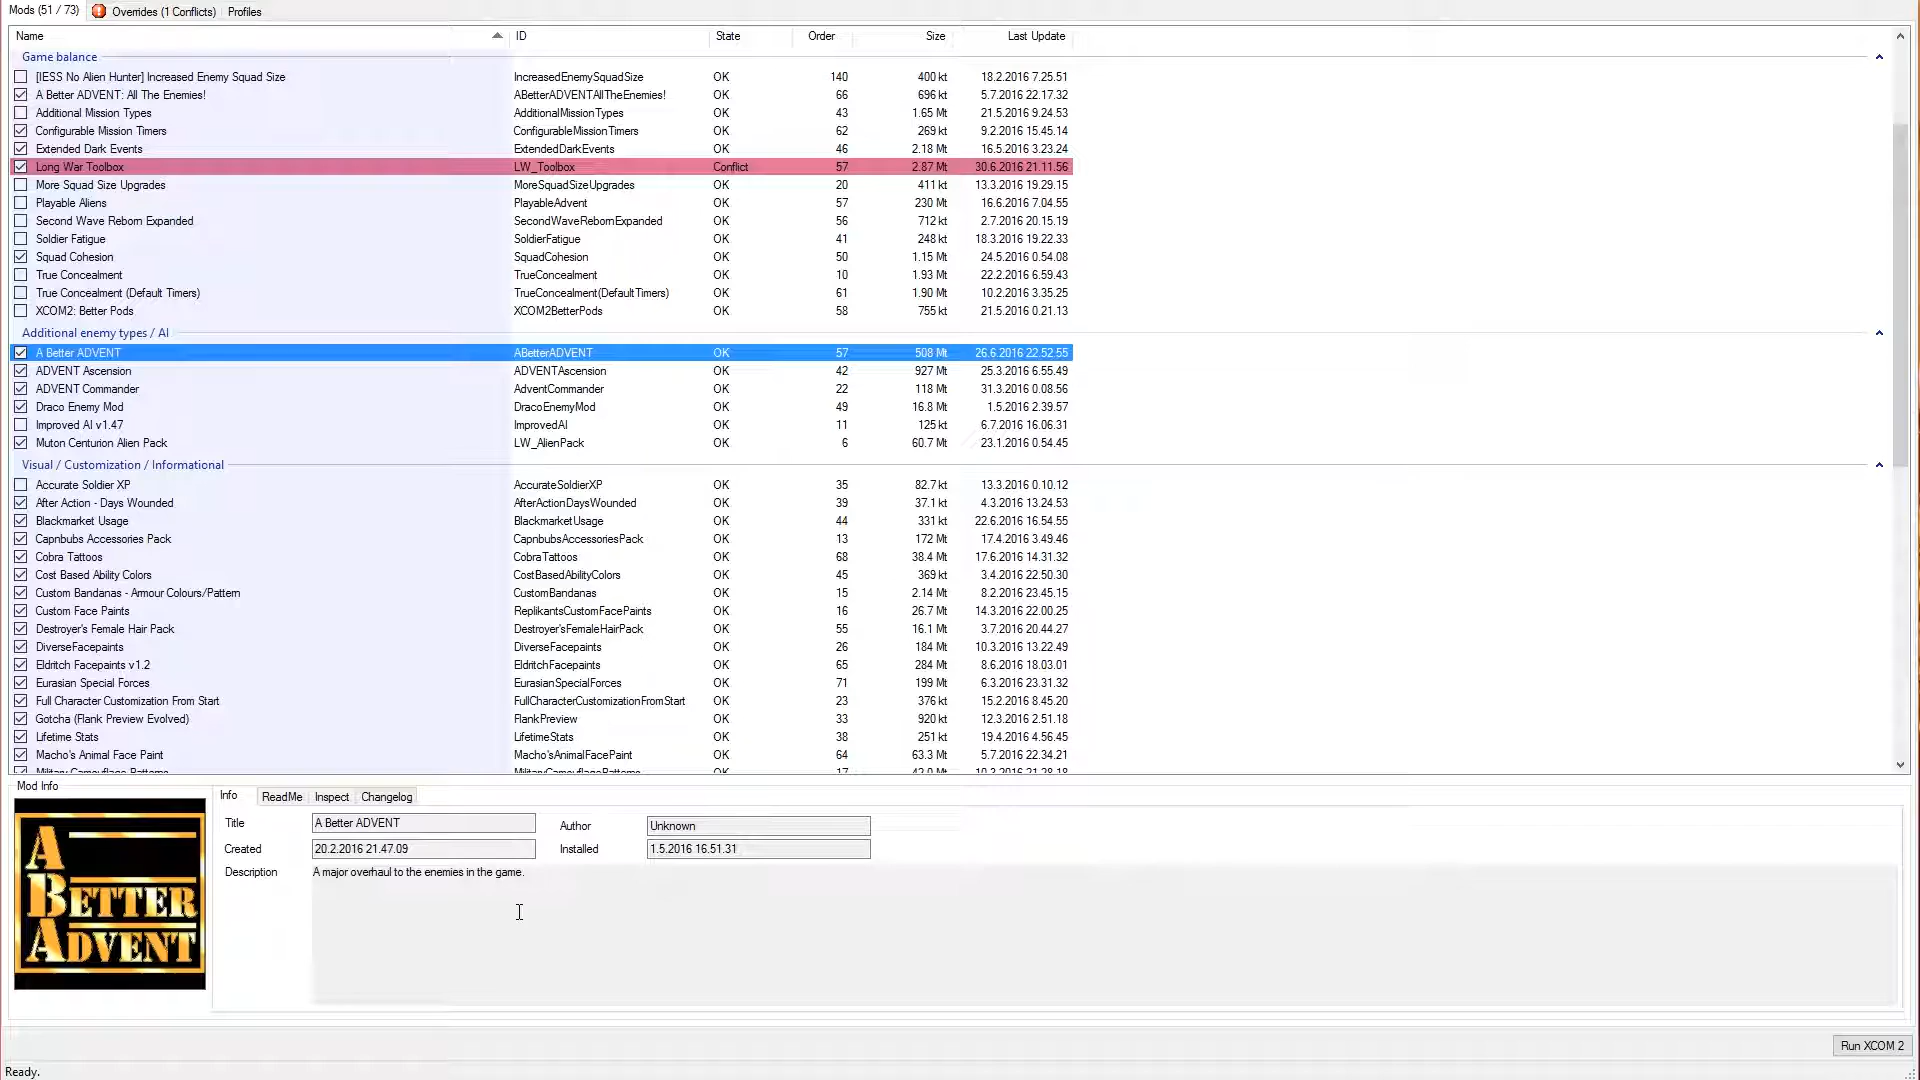 Mods (51 / 73) Overrides (1 Conflicts) Profiles
Name ID State Order Size Last Update
Game balance
[IESS No Alien Hunter] Increased Enemy Squad Size IncreasedEnemySquadSize OK 140 400 kt 18.2.2016 7.25.51
A Better ADVENT: All The Enemies! ABetterADVENTAllTheEnemies! OK 66 696 kt 5.7.2016 22.17.32
Additional Mission Types AdditionalMissionTypes OK 43 1.65 Mt 21.5.2016 9.24.53
Configurable Mission Timers ConfigurableMissionTimers OK 62 269 kt 9.2.2016 15.45.14
Extended Dark Events ExtendedDarkEvents OK 46 2.18 Mt 16.5.2016 3.23.24
Long War Toolbox LW_Toolbox Conflict 57 2.87 Mt 30.6.2016 21.11.56
More Squad Size Upgrades MoreSquadSizeUpgrades OK 20 411 kt 13.3.2016 19.29.15
Playable Aliens PlayableAdvent OK 57 230 Mt 16.6.2016 7.04.55
Second Wave Reborn Expanded SecondWaveRebornExpanded OK 56 712 kt 2.7.2016 20.15.19
Soldier Fatigue SoldierFatigue OK 41 248 kt 18.3.2016 19.22.33
Squad Cohesion SquadCohesion OK 50 1.15 Mt 24.5.2016 0.54.08
True Concealment TrueConcealment OK 10 1.93 Mt 22.2.2016 6.59.43
True Concealment (Default Timers) TrueConcealment(DefaultTimers) OK 61 1.90 Mt 10.2.2016 3.35.25
XCOM2: Better Pods XCOM2BetterPods OK 58 755 kt 21.5.2016 0.21.13
Additional enemy types / AI
A Better ADVENT ABetterADVENT OK 57 508 Mt 26.6.2016 22.52.55
ADVENT Ascension ADVENTAscension OK 42 927 Mt 25.3.2016 6.55.49
ADVENT Commander AdventCommander OK 22 118 Mt 31.3.2016 0.08.56
Draco Enemy Mod DracoEnemyMod OK 49 16.8 Mt 1.5.2016 2.39.57
Improved AI v1.47 ImprovedAI OK 11 125 kt 6.7.2016 16.06.31
Muton Centurion Alien Pack LW_AlienPack OK 6 60.7 Mt 23.1.2016 0.54.45
Visual / Customization / Informational
Accurate Soldier XP AccurateSoldierXP OK 35 82.7 kt 13.3.2016 0.10.12
After Action - Days Wounded AfterActionDaysWounded OK 39 37.1 kt 4.3.2016 13.24.53
Blackmarket Usage BlackmarketUsage OK 44 331 kt 22.6.2016 16.54.55
Capnbubs Accessories Pack CapnbubsAccessoriesPack OK 13 172 Mt 17.4.2016 3.49.46
Cobra Tattoos CobraTattoos OK 68 38.4 Mt 17.6.2016 14.31.32
Cost Based Ability Colors CostBasedAbilityColors OK 45 369 kt 3.4.2016 22.50.30
Custom Bandanas - Armour Colours/Pattern CustomBandanas OK 15 2.14 Mt 8.2.2016 23.45.15
Custom Face Paints ReplikantsCustomFacePaints OK 16 26.7 Mt 14.3.2016 22.00.25
Destroyer's Female Hair Pack Destroyer'sFemaleHairPack OK 55 16.1 Mt 3.7.2016 20.44.27
DiverseFacepaints DiverseFacepaints OK 26 184 Mt 10.3.2016 13.22.49
Eldritch Facepaints v1.2 EldritchFacepaints OK 65 284 Mt 8.6.2016 18.03.01
Eurasian Special Forces EurasianSpecialForces OK 71 199 Mt 6.3.2016 23.31.32
Full Character Customization From Start FullCharacterCustomizationFromStart OK 23 376 kt 15.2.2016 8.45.20
Gotcha (Flank Preview Evolved) FlankPreview OK 33 920 kt 12.3.2016 2.51.18
Lifetime Stats LifetimeStats OK 38 251 kt 19.4.2016 4.56.45
Macho's Animal Face Paint Macho'sAnimalFacePaint OK 64 63.3 Mt 5.7.2016 22.34.21
Military Camouflage Patterns MilitaryCamouflagePatterns OK 17 42.0 Mt 10.3.2016 21.28.18
Mod Info
Info ReadMe Inspect Changelog
Title A Better ADVENT Author Unknown
Created 20.2.2016 21.47.09 Installed 1.5.2016 16.51.31
Description A major overhaul to the enemies in the game.
A
BETTER
ADVENT
Run XCOM 2
Ready.